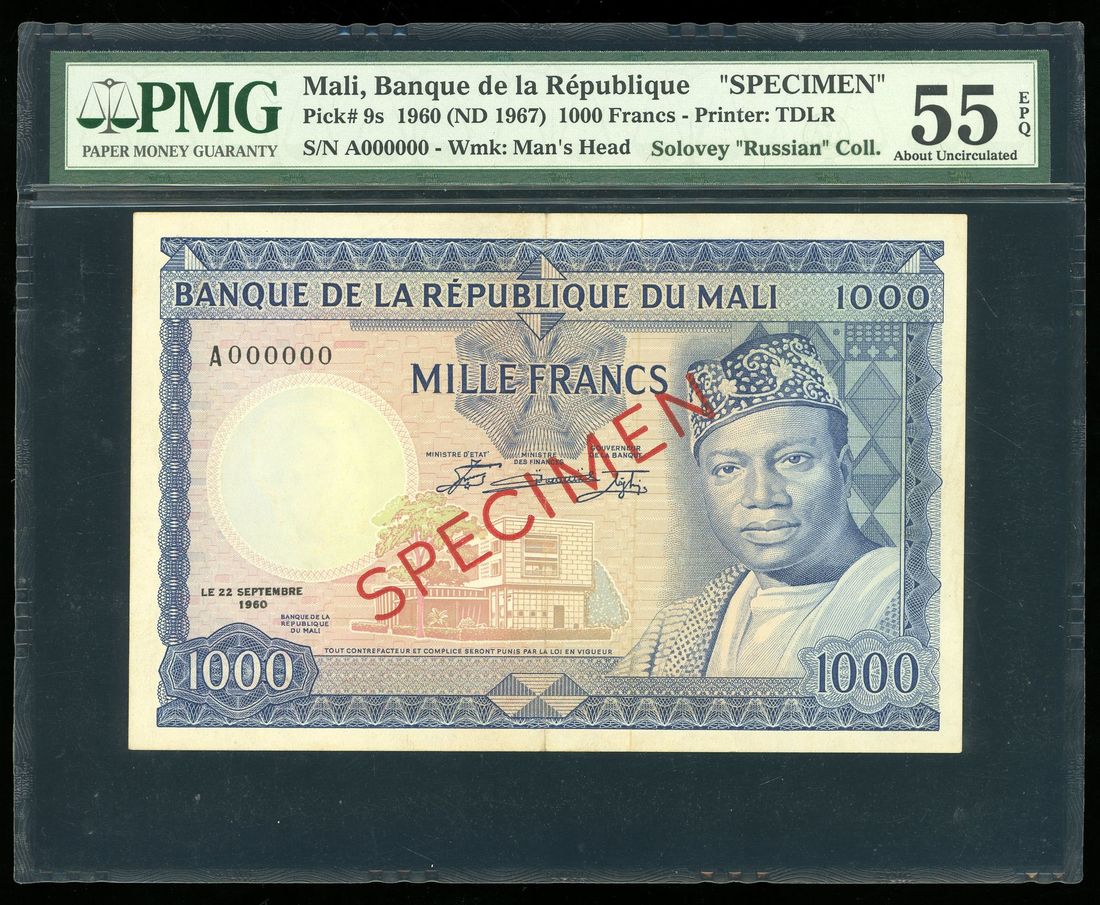 PMG
PAPER MONEY GUARANTY
Mali, Banque de la République "SPECIMEN"
Pick# 9s 1960 (ND 1967) 1000 Francs - Printer: TDLR
S/N A000000 - Wmk: Man's Head Solovey "Russian" Coll.
55
EPQ
About Uncirculated
BANQUE DE LA RÉPUBLIQUE DU MALI 1000
A000000
MILLE FRANCS
MINISTRE D'ETAT
MINISTRE
DES FINANCES
GOUVERNEUR
DE LA BANQUE
SPECIMEN
LE 22 SEPTEMBRE
1960
BANQUE DE LA
RÉPUBLIQUE
DU MALI
TOUT CONTREFACTEUR ET COMPLICE SERONT PUNIS PAR LA LOI EN VIGUEUR
1000
1000